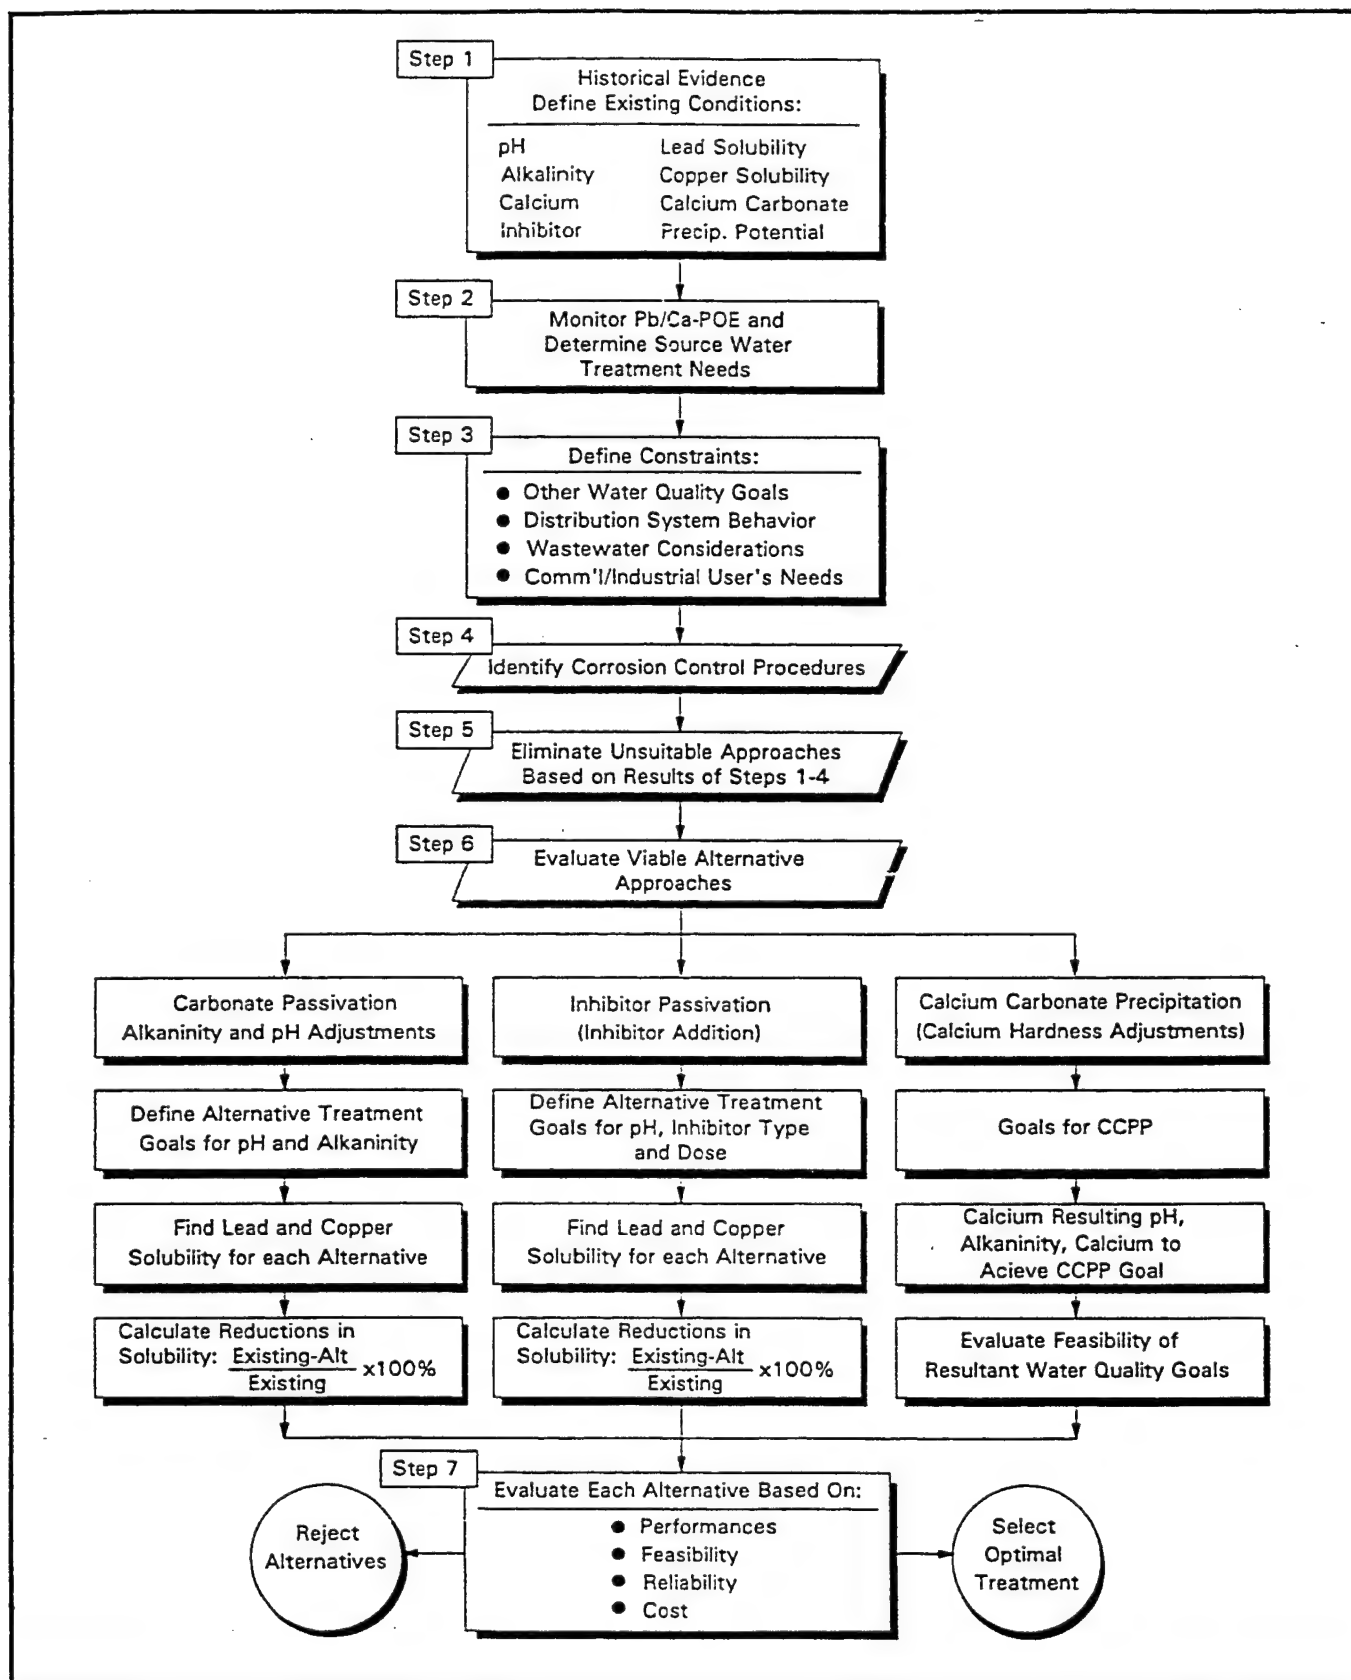 Step 1
Historical Evidence
Define Existing Conditions:
pH Lead Solubility
Alkalinity Copper Solubility
Calcium Calcium Carbonate
Inhibitor Precip. Potential
Step 2
Monitor Pb/Ca-POE and
Determine Source Water
Treatment Needs
Step 3
Define Constraints:
● Other Water Quality Goals
● Distribution System Behavior
● Wastewater Considerations
● Comm'l/Industrial User's Needs
Step 4
Identify Corrosion Control Procedures
Step 5
Eliminate Unsuitable Approaches
Based on Results of Steps 1-4
Step 6
Evaluate Viable Alternative
Approaches
Carbonate Passivation
Alkaninity and pH Adjustments
Define Alternative Treatment
Goals for pH and Alkaninity
Find Lead and Copper
Solubility for each Alternative
Calculate Reductions in
Solubility: Existing-Alt x100%
Existing
Inhibitor Passivation
(Inhibitor Addition)
Define Alternative Treatment
Goals for pH, Inhibitor Type
and Dose
Find Lead and Copper
Solubility for each Alternative
Calculate Reductions in
Solubility: Existing-Alt x100%
Existing
Calcium Carbonate Precipitation
(Calcium Hardness Adjustments)
Goals for CCPP
Calcium Resulting pH,
Alkaninity, Calcium to
Acieve CCPP Goal
Evaluate Feasibility of
Resultant Water Quality Goals
Step 7
Evaluate Each Alternative Based On:
● Performances
● Feasibility
● Reliability
● Cost
Reject
Alternatives
Select
Optimal
Treatment